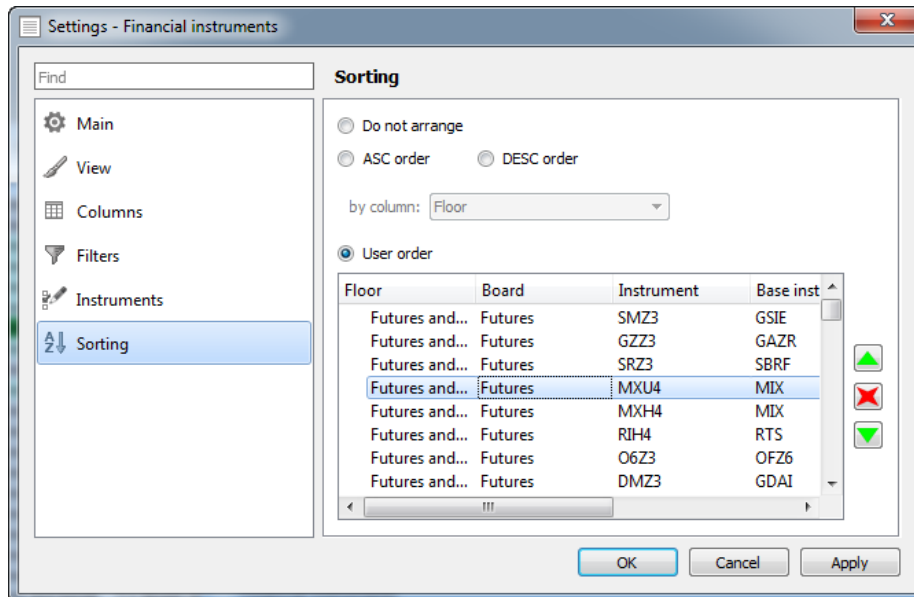 Settings - Financial instruments
Find
Main
View
Columns
Filters
Instruments
Sorting
Sorting
Do not arrange
ASC order DESC order
by column: Floor
User order
Floor Board Instrument Base inst
Futures and... Futures SMZ3 GSIE
Futures and... Futures GZZ3 GAZR
Futures and... Futures SRZ3 SBRF
Futures and... Futures MXU4 MIX
Futures and... Futures MXH4 MIX
Futures and... Futures RIH4 RTS
Futures and... Futures O6Z3 OFZ6
Futures and... Futures DMZ3 GDAI
OK Cancel Apply